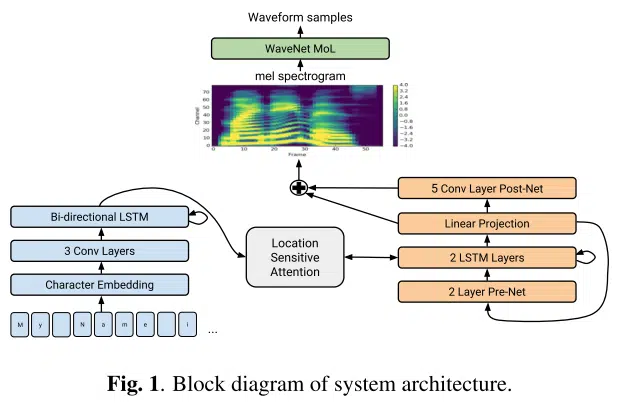 Waveform samples
WaveNet MoL
mel spectrogram
Channel
70
60
50
40
30
20
10
0
0 10 20 30 40 50
Frame
4.0
3.2
2.4
1.6
0.8
0.0
−0.8
−1.6
−2.4
−3.2
−4.0
5 Conv Layer Post-Net
Linear Projection
2 LSTM Layers
2 Layer Pre-Net
Location
Sensitive
Attention
Bi-directional LSTM
3 Conv Layers
Character Embedding
M y N a m e i ...
Fig. 1. Block diagram of system architecture.